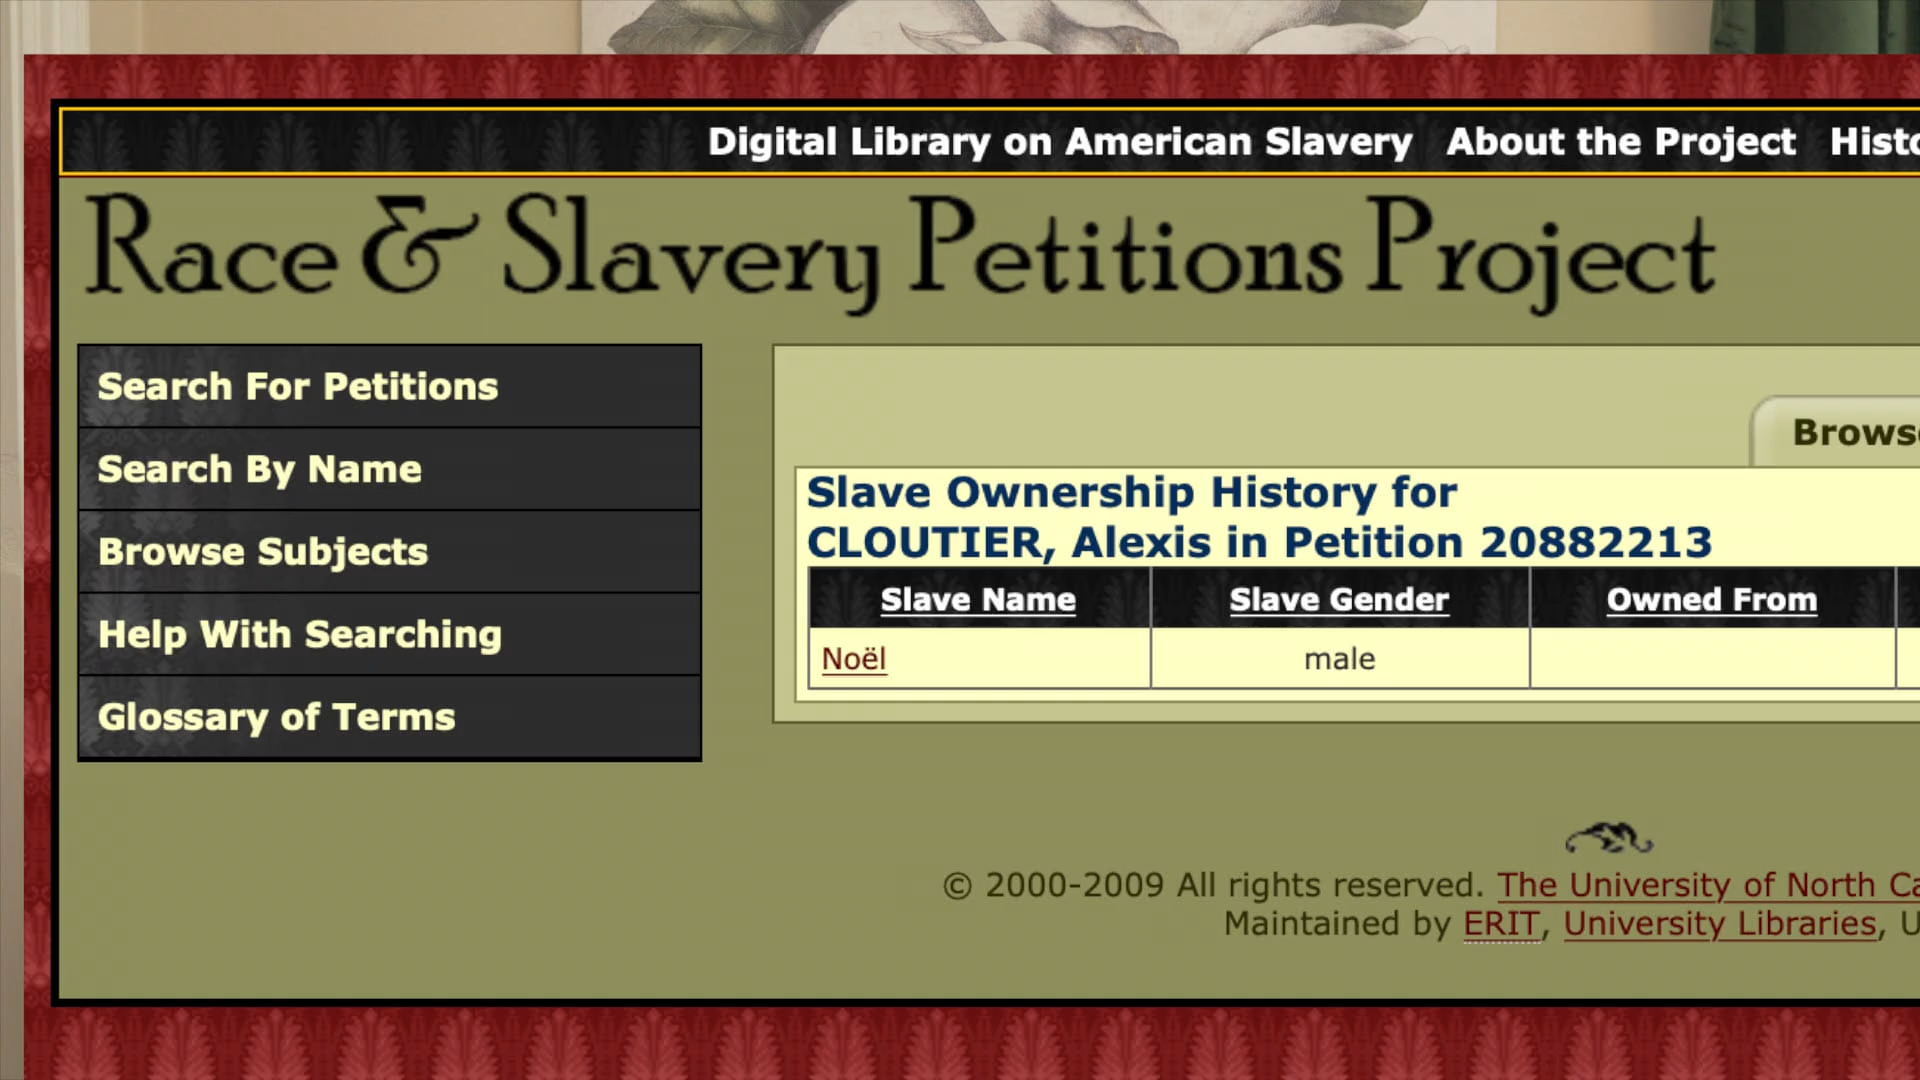 Digital Library on American Slavery About the Project
Race & Slavery Petitions Project
Search For Petitions
Search By Name
Browse Subjects
Help With Searching
Glossary of Terms
Slave Ownership History for
CLOUTIER, Alexis in Petition 20882213
Slave Name Slave Gender Owned From
Noël male
© 2000-2009 All rights reserved. The University of North
Maintained by ERIT, University Libraries,